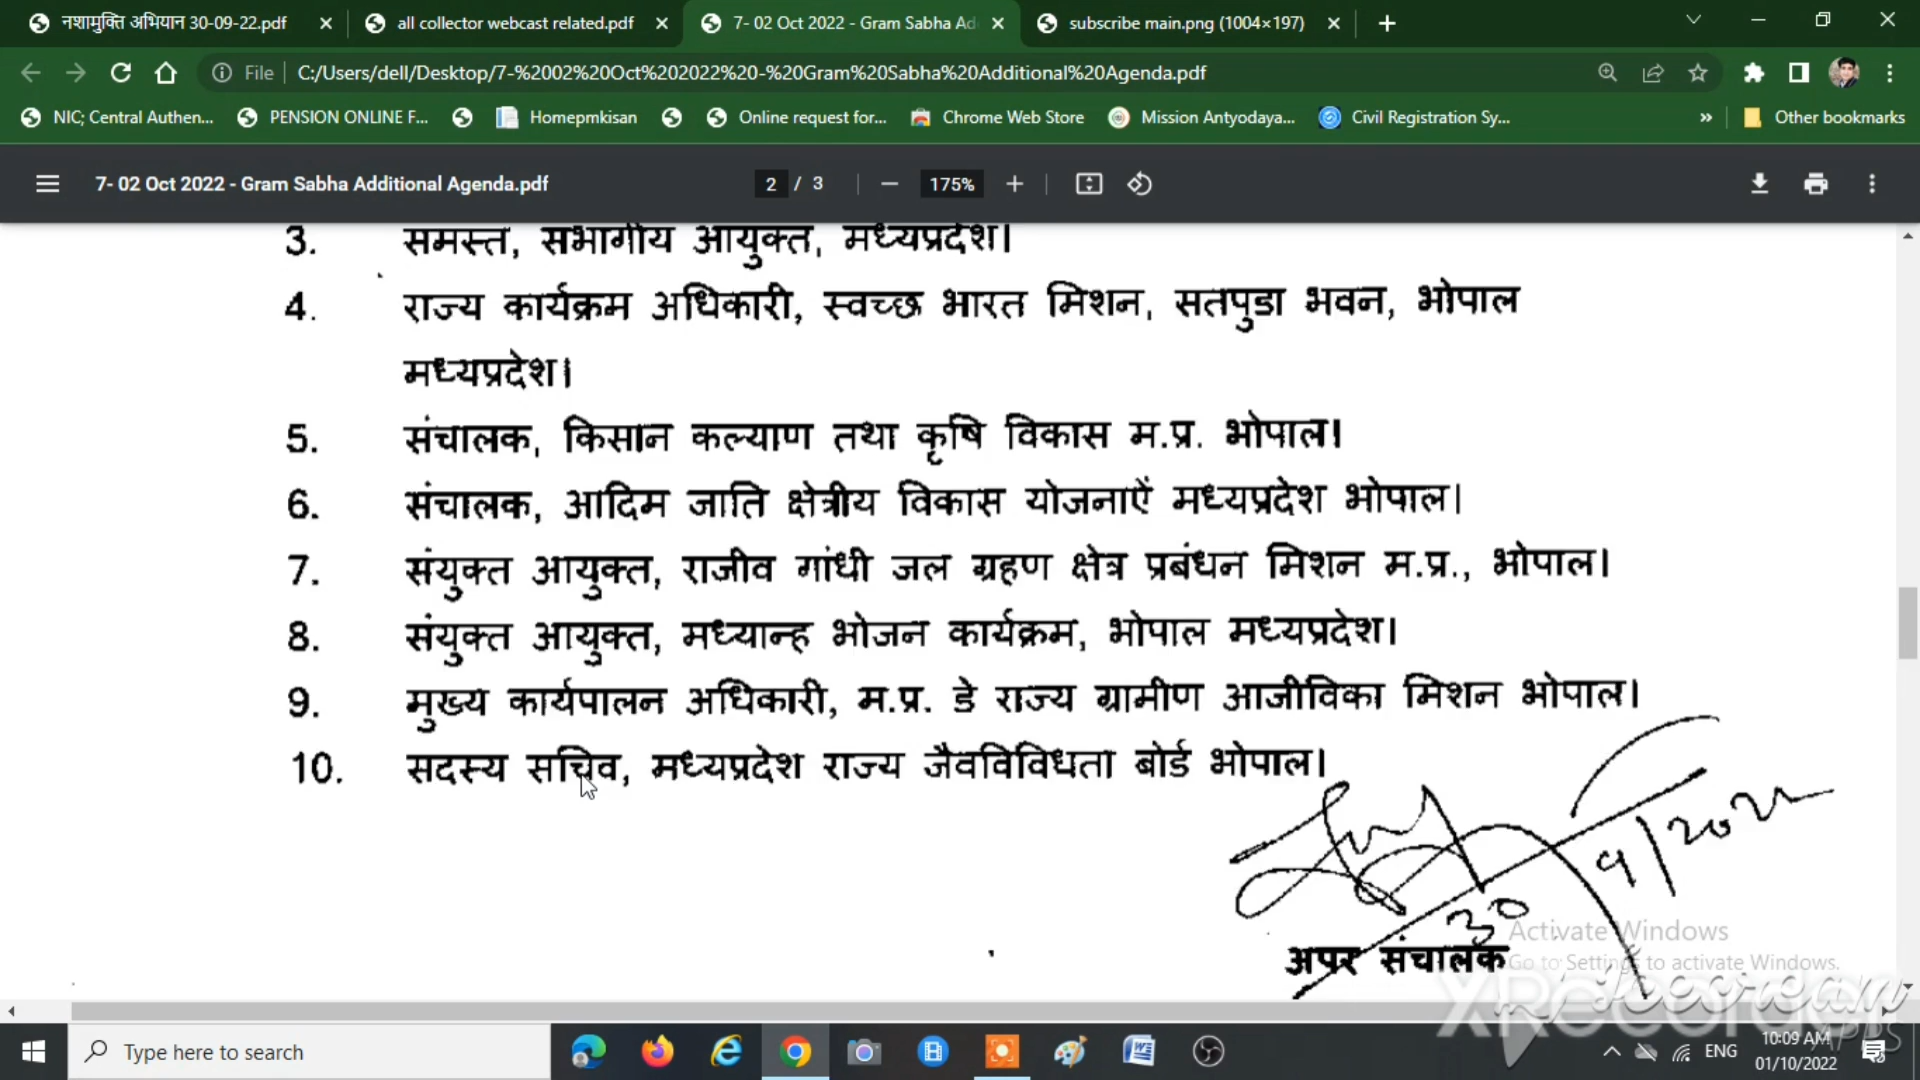 नशामुक्ति अभियान 30-09-22.pdf
all collector webcast related.pdf
7- 02 Oct 2022 - Gram Sabha Ad
subscribe main.png (1004×197)
File
C:/Users/dell/Desktop/7-%2002%20Oct%202022%20-%20Gram%20Sabha%20Additional%20Agenda.pdf
NIC; Central Authen...
PENSION ONLINE F...
Homepmkisan
Online request for...
Chrome Web Store
Mission Antyodaya...
Civil Registration Sy...
Other bookmarks
7- 02 Oct 2022 - Gram Sabha Additional Agenda.pdf
2 / 3
175%
3. समस्त, सभागीय आयुक्त, मध्यप्रदेश।
4. राज्य कार्यक्रम अधिकारी, स्वच्छ भारत मिशन, सतपुडा भवन, भोपाल
मध्यप्रदेश।
5. संचालक, किसान कल्याण तथा कृषि विकास म.प्र. भोपाल।
6. संचालक, आदिम जाति क्षेत्रीय विकास योजनाऐं मध्यप्रदेश भोपाल।
7. संयुक्त आयुक्त, राजीव गांधी जल ग्रहण क्षेत्र प्रबंधन मिशन म.प्र., भोपाल।
8. संयुक्त आयुक्त, मध्यान्ह भोजन कार्यक्रम, भोपाल मध्यप्रदेश।
9. मुख्य कार्यपालन अधिकारी, म.प्र. डे राज्य ग्रामीण आजीविका मिशन भोपाल।
10. सदस्य सचिव, मध्यप्रदेश राज्य जैवविविधता बोर्ड भोपाल।
30 9/2022
अपर संचालक
Activate Windows
Go to Settings to activate Windows.
XRecorder
Type here to search
ENG
10:09 AM
01/10/2022